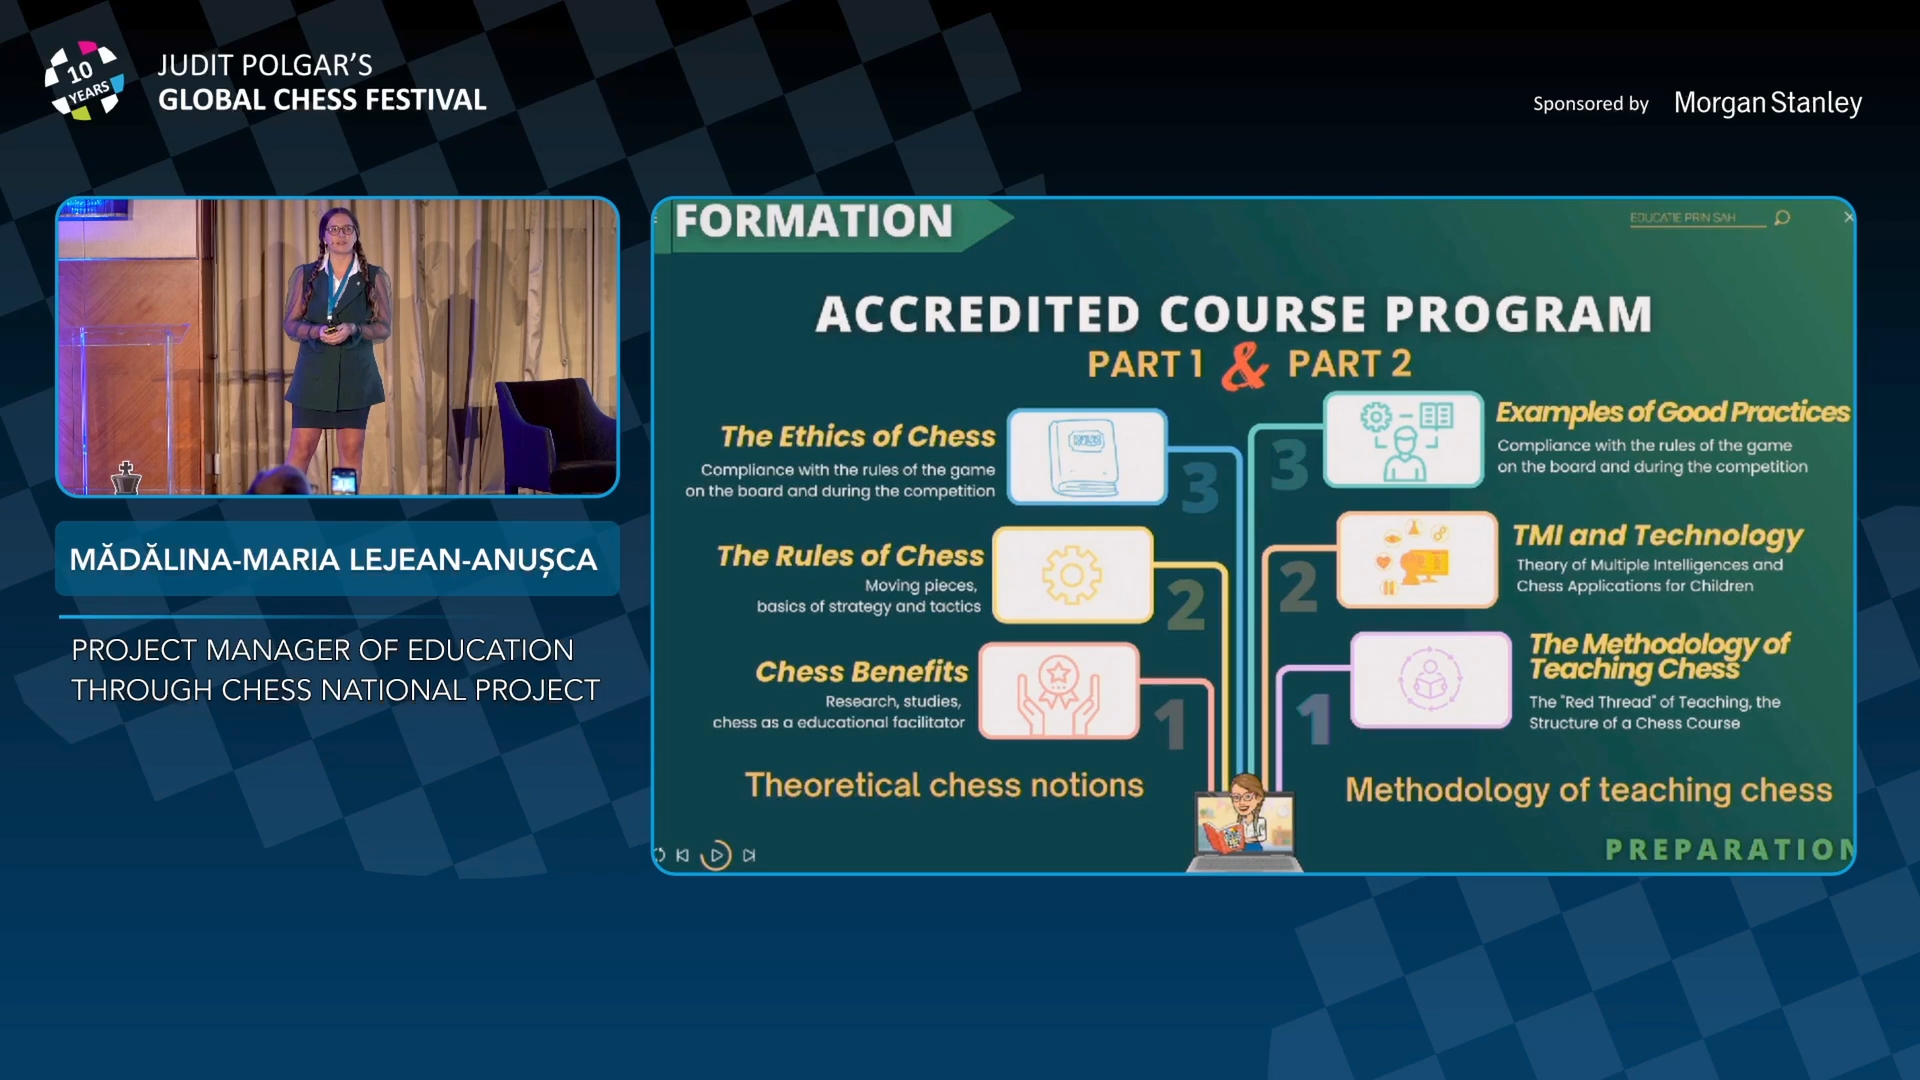 10
YEARS
JUDIT POLGAR'S
GLOBAL CHESS FESTIVAL
Sponsored by Morgan Stanley
MĂDĂLINA-MARIA LEJEAN-ANUȘCA
PROJECT MANAGER OF EDUCATION
THROUGH CHESS NATIONAL PROJECT
FORMATION
EDUCATIE PRIN SAH
ACCREDITED COURSE PROGRAM
PART 1 & PART 2
The Ethics of Chess
Compliance with the rules of the game
on the board and during the competition
3
The Rules of Chess
Moving pieces,
basics of strategy and tactics
2
Chess Benefits
Research, studies,
chess as a educational facilitator
1
Theoretical chess notions
3
Examples of Good Practices
Compliance with the rules of the game
on the board and during the competition
2
TMI and Technology
Theory of Multiple Intelligences and
Chess Applications for Children
1
The Methodology of
Teaching Chess
The "Red Thread" of Teaching, the
Structure of a Chess Course
Methodology of teaching chess
PREPARATION